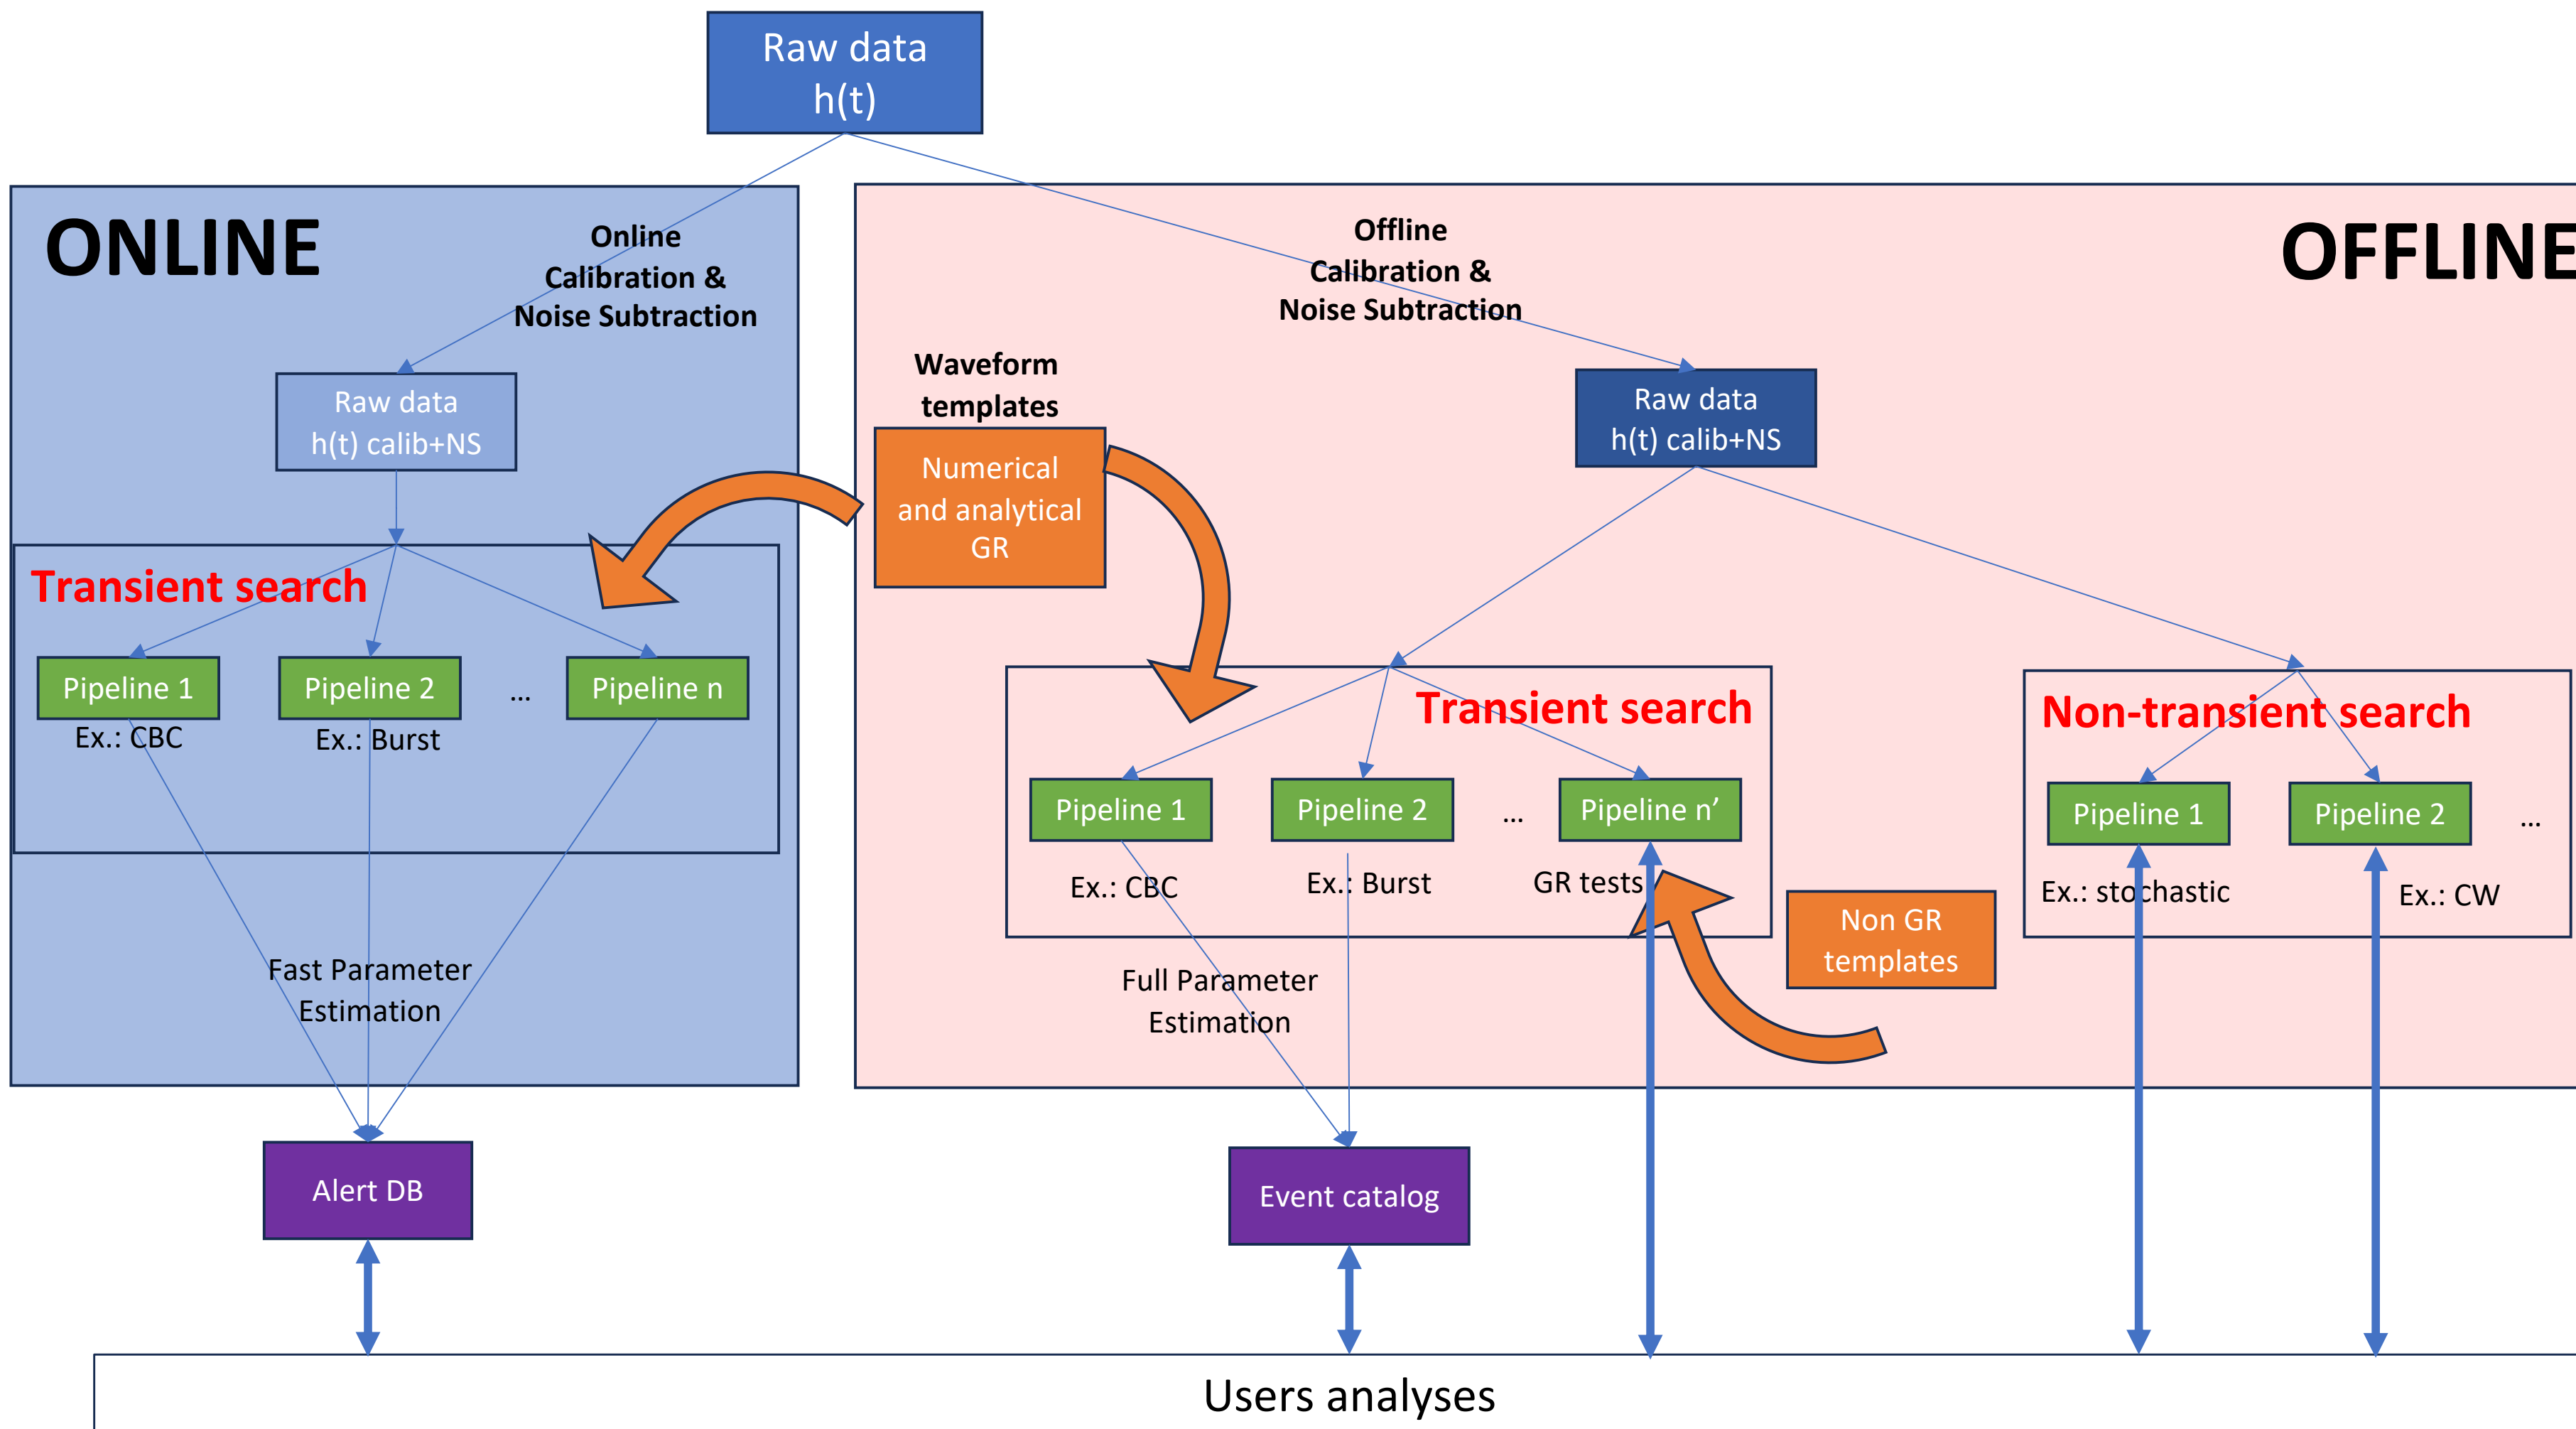 Raw data
h(t)
ONLINE
Online
Calibration &
Noise Subtraction
Raw data
h(t) calib+NS
Transient search
Pipeline 1
Pipeline 2
...
Pipeline n
Ex.: CBC
Ex.: Burst
Fast Parameter
Estimation
Alert DB
OFFLINE
Offline
Calibration &
Noise Subtraction
Waveform
templates
Numerical
and analytical
GR
Raw data
h(t) calib+NS
Transient search
Pipeline 1
Pipeline 2
...
Pipeline n’
Ex.: CBC
Ex.: Burst
GR tests
Non GR
templates
Full Parameter
Estimation
Event catalog
Non-transient search
Pipeline 1
Pipeline 2
...
Ex.: stochastic
Ex.: CW
Users analyses